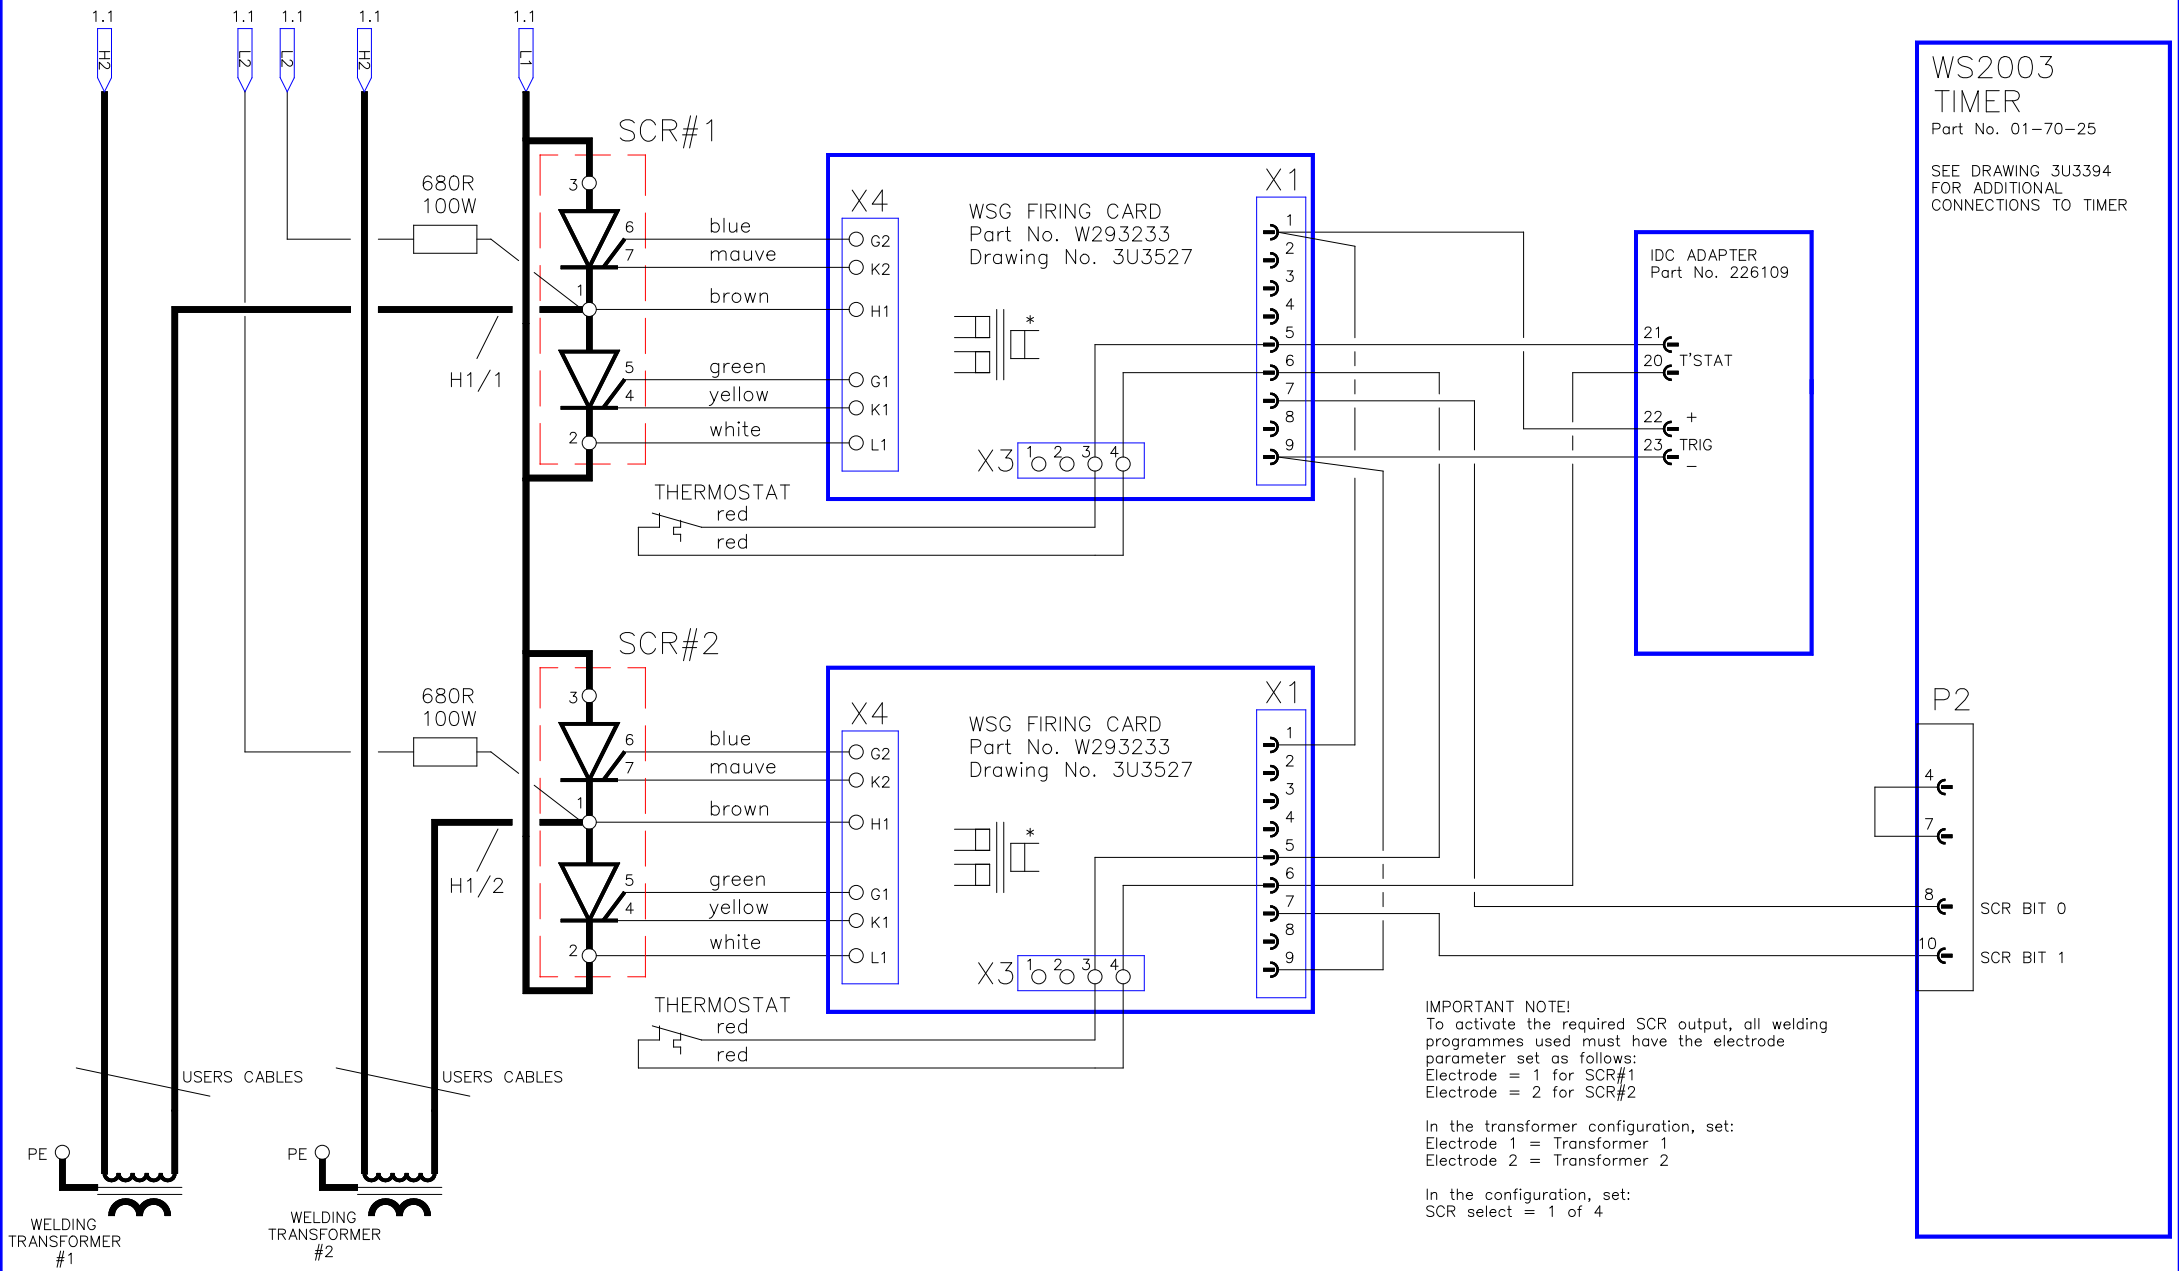 1.1
1.1
1.1
1.1
1.1
H2
L2
L2
H2
L1
SCR#1
680R
100W
3
6
7
1
5
4
2
blue
mauve
brown
green
yellow
white
H1/1
X4
G2
K2
H1
G1
K1
L1
WSG FIRING CARD
Part No. W293233
Drawing No. 3U3527
*
X1
1
2
3
4
5
6
7
8
9
X3
1
2
3
4
THERMOSTAT
red
red
IDC ADAPTER
Part No. 226109
21
20
T'STAT
22
+
23
TRIG
–
WS2003
TIMER
Part No. 01-70-25
SEE DRAWING 3U3394
FOR ADDITIONAL
CONNECTIONS TO TIMER
SCR#2
680R
100W
3
6
7
1
5
4
2
blue
mauve
brown
green
yellow
white
H1/2
X4
G2
K2
H1
G1
K1
L1
WSG FIRING CARD
Part No. W293233
Drawing No. 3U3527
*
X1
1
2
3
4
5
6
7
8
9
X3
1
2
3
4
THERMOSTAT
red
red
P2
4
7
8
SCR BIT 0
10
SCR BIT 1
IMPORTANT NOTE!
To activate the required SCR output, all welding
programmes used must have the electrode
parameter set as follows:
Electrode = 1 for SCR#1
Electrode = 2 for SCR#2
In the transformer configuration, set:
Electrode 1 = Transformer 1
Electrode 2 = Transformer 2
In the configuration, set:
SCR select = 1 of 4
USERS CABLES
USERS CABLES
PE
PE
WELDING
TRANSFORMER
#1
WELDING
TRANSFORMER
#2